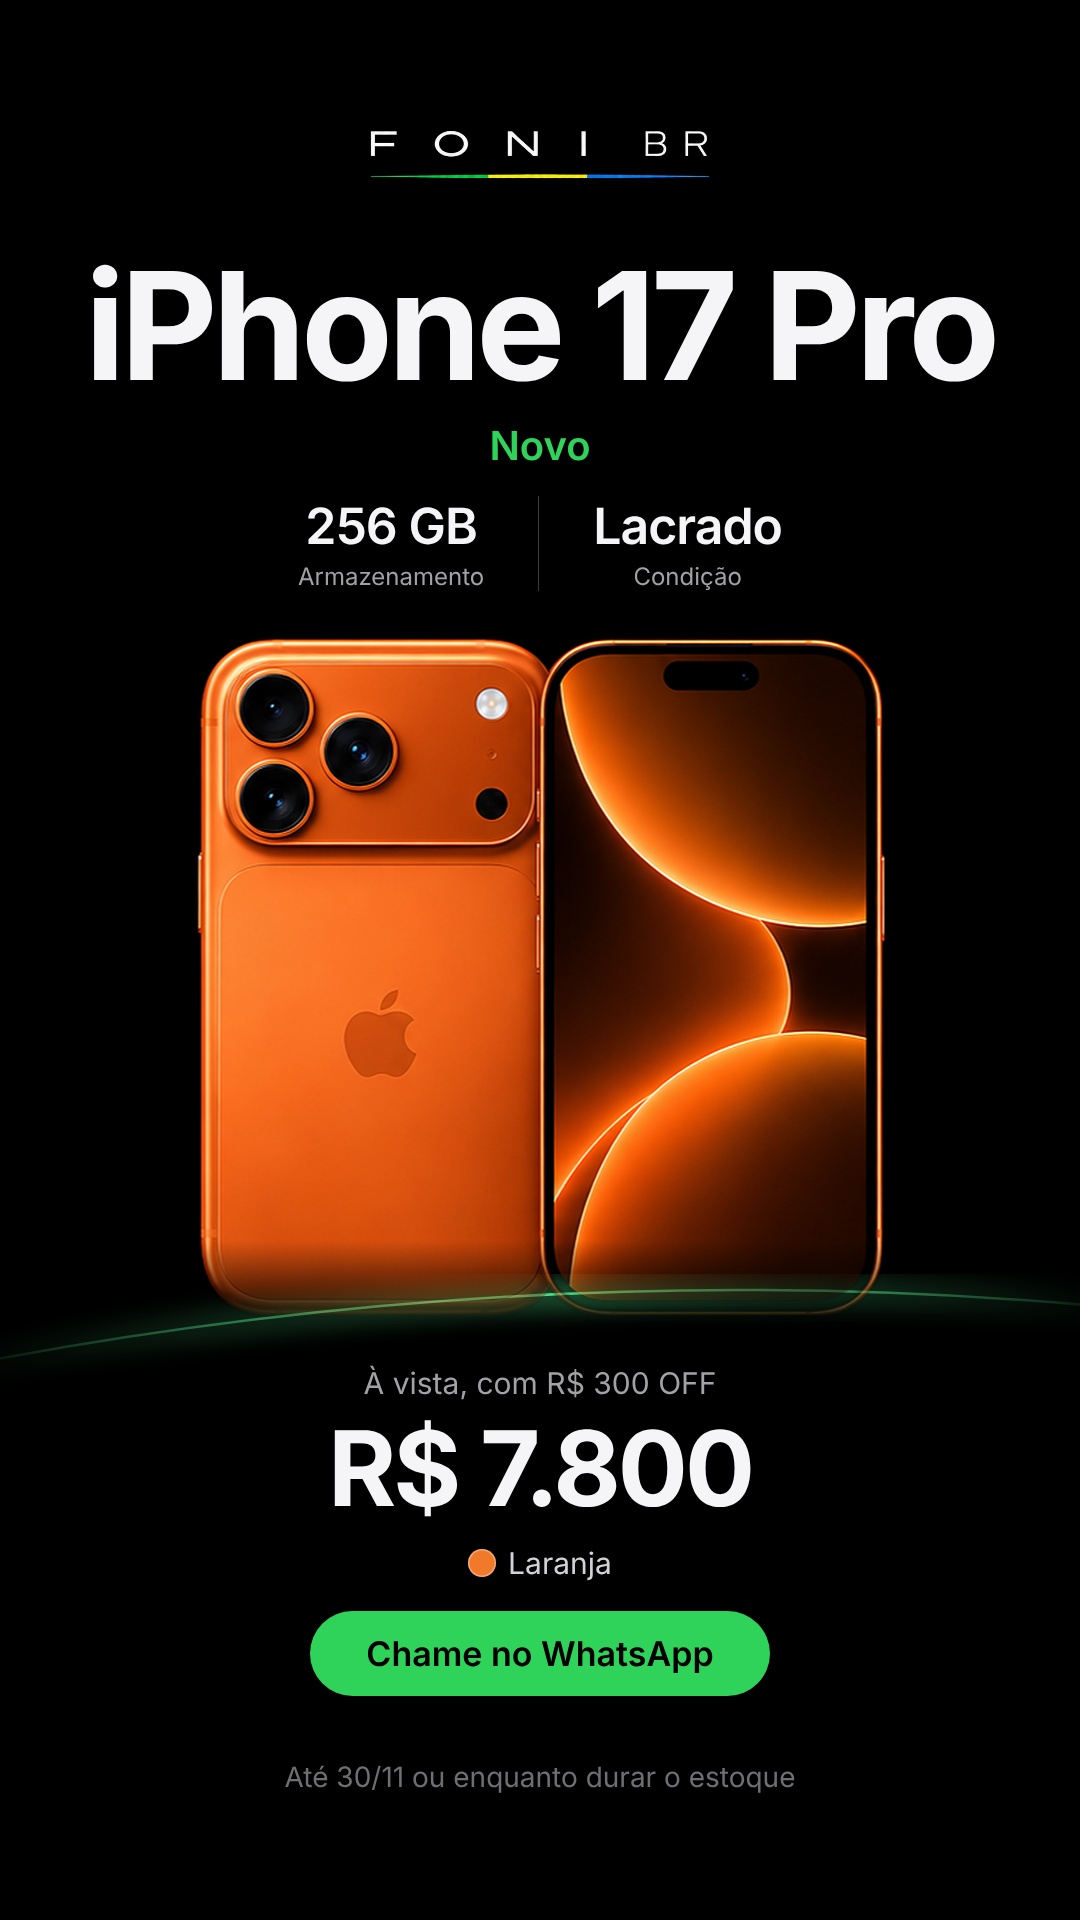 FONI BR
iPhone 17 Pro
Novo
256 GB
Armazenamento
Lacrado
Condição
À vista, com R$ 300 OFF
R$ 7.800
Laranja
Chame no WhatsApp
Até 30/11 ou enquanto durar o estoque